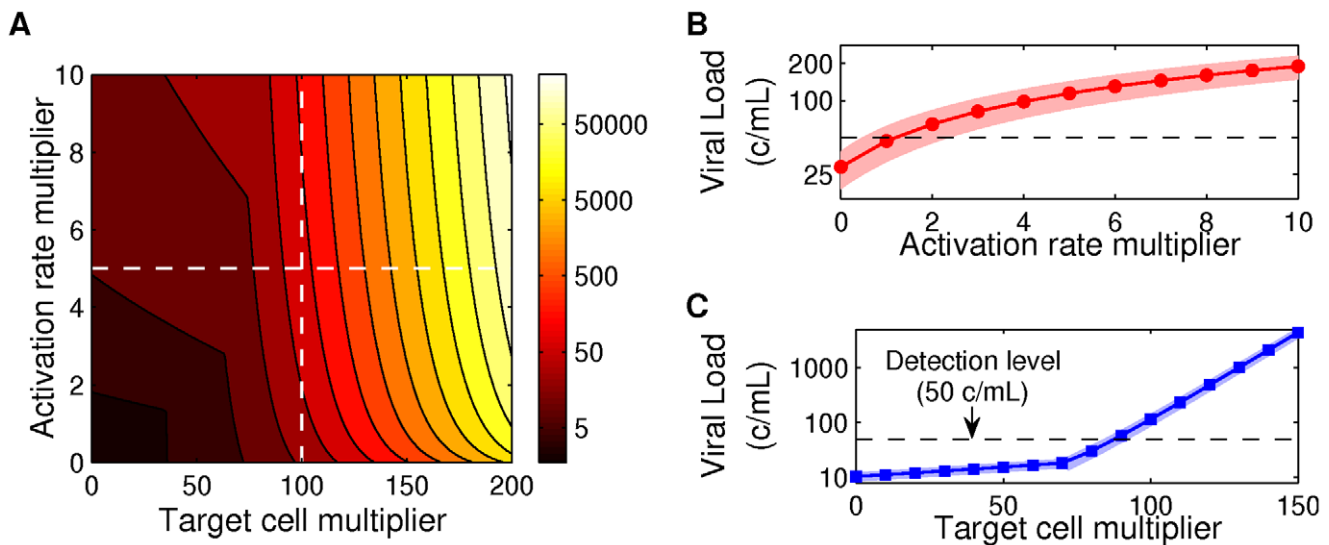 A
Activation rate multiplier
10
8
6
4
2
0
0
50
100
150
200
Target cell multiplier
50000
5000
500
50
5
B
Viral Load
(c/mL)
200
100
25
0
2
4
6
8
10
Activation rate multiplier
C
Viral Load
(c/mL)
1000
100
10
Detection level
(50 c/mL)
0
50
100
150
Target cell multiplier